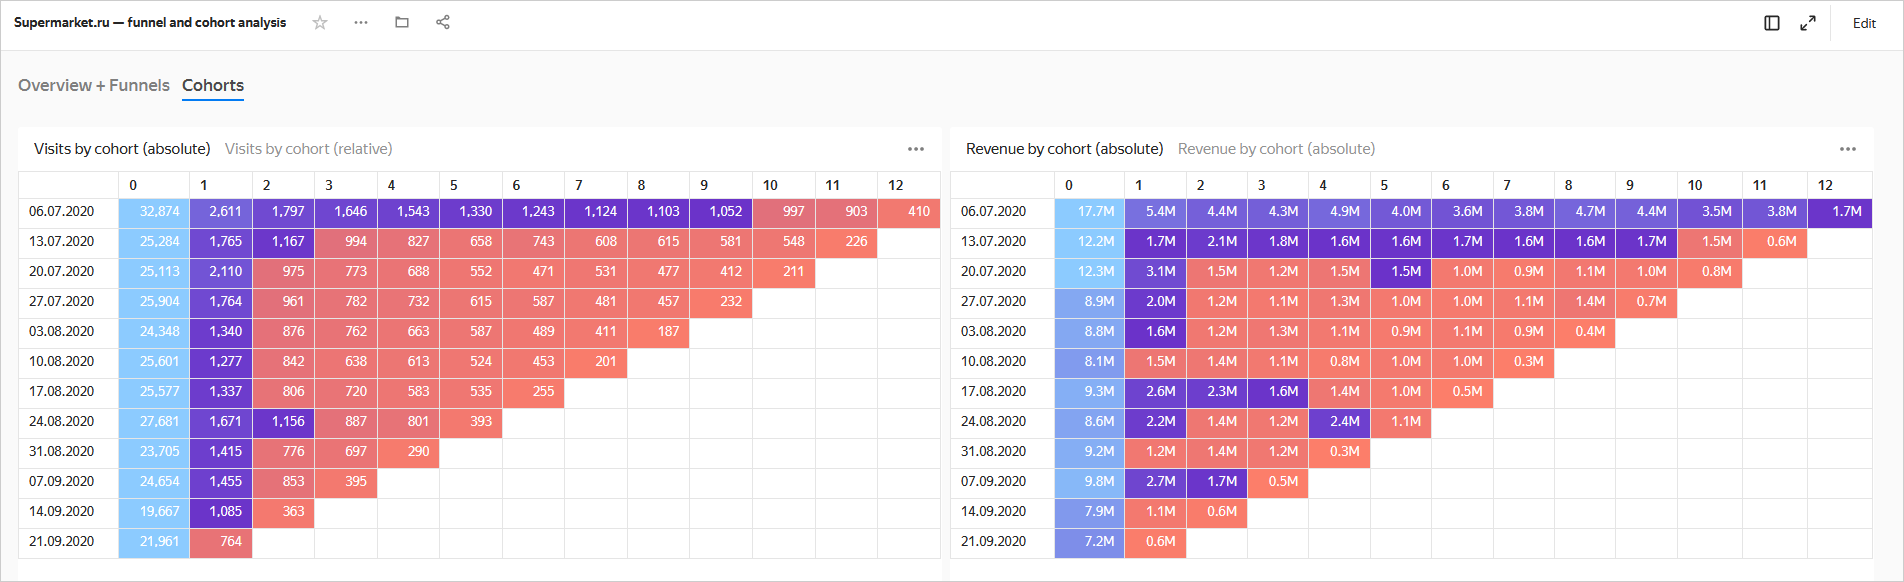 Supermarket.ru — funnel and cohort analysis
Edit
Overview + Funnels Cohorts
Visits by cohort (absolute) Visits by cohort (relative)
0 1 2 3 4 5 6 7 8 9 10 11 12
06.07.2020 32,874 2,611 1,797 1,646 1,543 1,330 1,243 1,124 1,103 1,052 997 903 410
13.07.2020 25,284 1,765 1,167 994 827 658 743 608 615 581 548 226
20.07.2020 25,113 2,110 975 773 688 552 471 531 477 412 211
27.07.2020 25,904 1,764 961 782 732 615 587 481 457 232
03.08.2020 24,348 1,340 876 762 663 587 489 411 187
10.08.2020 25,601 1,277 842 638 613 524 453 201
17.08.2020 25,577 1,337 806 720 583 535 255
24.08.2020 27,681 1,671 1,156 887 801 393
31.08.2020 23,705 1,415 776 697 290
07.09.2020 24,654 1,455 853 395
14.09.2020 19,667 1,085 363
21.09.2020 21,961 764
Revenue by cohort (absolute) Revenue by cohort (absolute)
0 1 2 3 4 5 6 7 8 9 10 11 12
06.07.2020 17.7M 5.4M 4.4M 4.3M 4.9M 4.0M 3.6M 3.8M 4.7M 4.4M 3.5M 3.8M 1.7M
13.07.2020 12.2M 1.7M 2.1M 1.8M 1.6M 1.6M 1.7M 1.6M 1.6M 1.7M 1.5M 0.6M
20.07.2020 12.3M 3.1M 1.5M 1.2M 1.5M 1.5M 1.0M 0.9M 1.1M 1.0M 0.8M
27.07.2020 8.9M 2.0M 1.2M 1.1M 1.3M 1.0M 1.0M 1.1M 1.4M 0.7M
03.08.2020 8.8M 1.6M 1.2M 1.3M 1.1M 0.9M 1.1M 0.9M 0.4M
10.08.2020 8.1M 1.5M 1.4M 1.1M 0.8M 1.0M 1.0M 0.3M
17.08.2020 9.3M 2.6M 2.3M 1.6M 1.4M 1.0M 0.5M
24.08.2020 8.6M 2.2M 1.4M 1.2M 2.4M 1.1M
31.08.2020 9.2M 1.2M 1.4M 1.2M 0.3M
07.09.2020 9.8M 2.7M 1.7M 0.5M
14.09.2020 7.9M 1.1M 0.6M
21.09.2020 7.2M 0.6M